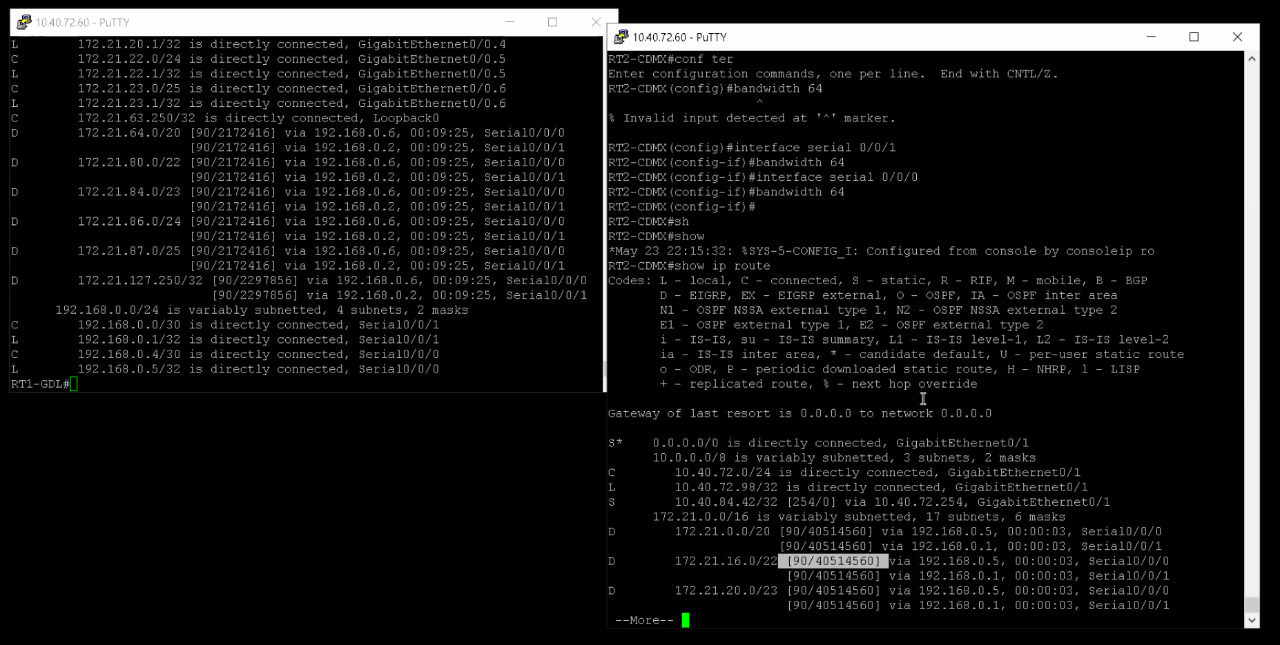 10.40.72.60 - PuTTY
L 172.21.20.1/32 is directly connected, GigabitEthernet0/0.4
C 172.21.22.0/24 is directly connected, GigabitEthernet0/0.5
L 172.21.22.1/32 is directly connected, GigabitEthernet0/0.5
C 172.21.23.0/25 is directly connected, GigabitEthernet0/0.6
L 172.21.23.1/32 is directly connected, GigabitEthernet0/0.6
C 172.21.63.250/32 is directly connected, Loopback0
D 172.21.64.0/20 [90/2172416] via 192.168.0.6, 00:09:25, Serial0/0/0
[90/2172416] via 192.168.0.2, 00:09:25, Serial0/0/1
D 172.21.80.0/22 [90/2172416] via 192.168.0.6, 00:09:25, Serial0/0/0
[90/2172416] via 192.168.0.2, 00:09:25, Serial0/0/1
D 172.21.84.0/23 [90/2172416] via 192.168.0.6, 00:09:25, Serial0/0/0
[90/2172416] via 192.168.0.2, 00:09:25, Serial0/0/1
D 172.21.86.0/24 [90/2172416] via 192.168.0.6, 00:09:25, Serial0/0/0
[90/2172416] via 192.168.0.2, 00:09:25, Serial0/0/1
D 172.21.87.0/25 [90/2172416] via 192.168.0.6, 00:09:25, Serial0/0/0
[90/2172416] via 192.168.0.2, 00:09:25, Serial0/0/1
D 172.21.127.250/32 [90/2297856] via 192.168.0.6, 00:09:25, Serial0/0/0
[90/2297856] via 192.168.0.2, 00:09:25, Serial0/0/1
192.168.0.0/24 is variably subnetted, 4 subnets, 2 masks
C 192.168.0.0/30 is directly connected, Serial0/0/1
L 192.168.0.1/32 is directly connected, Serial0/0/1
C 192.168.0.4/30 is directly connected, Serial0/0/0
L 192.168.0.5/32 is directly connected, Serial0/0/0
RT1-GDL#
10.40.72.60 - PuTTY
RT2-CDMX#conf ter
Enter configuration commands, one per line. End with CNTL/Z.
RT2-CDMX(config)#bandwidth 64
^
% Invalid input detected at '^' marker.
RT2-CDMX(config)#interface serial 0/0/1
RT2-CDMX(config-if)#bandwidth 64
RT2-CDMX(config-if)#interface serial 0/0/0
RT2-CDMX(config-if)#bandwidth 64
RT2-CDMX(config-if)#
RT2-CDMX#sh
RT2-CDMX#show
*May 23 22:15:32: %SYS-5-CONFIG_I: Configured from console by consoleip ro
RT2-CDMX#show ip route
Codes: L - local, C - connected, S - static, R - RIP, M - mobile, B - BGP
D - EIGRP, EX - EIGRP external, O - OSPF, IA - OSPF inter area
N1 - OSPF NSSA external type 1, N2 - OSPF NSSA external type 2
E1 - OSPF external type 1, E2 - OSPF external type 2
i - IS-IS, su - IS-IS summary, L1 - IS-IS level-1, L2 - IS-IS level-2
ia - IS-IS inter area, * - candidate default, U - per-user static route
o - ODR, P - periodic downloaded static route, H - NHRP, l - LISP
+ - replicated route, % - next hop override
Gateway of last resort is 0.0.0.0 to network 0.0.0.0
S* 0.0.0.0/0 is directly connected, GigabitEthernet0/1
10.0.0.0/8 is variably subnetted, 3 subnets, 2 masks
C 10.40.72.0/24 is directly connected, GigabitEthernet0/1
L 10.40.72.98/32 is directly connected, GigabitEthernet0/1
S 10.40.84.42/32 [254/0] via 10.40.72.254, GigabitEthernet0/1
172.21.0.0/16 is variably subnetted, 17 subnets, 6 masks
D 172.21.0.0/20 [90/40514560] via 192.168.0.5, 00:00:03, Serial0/0/0
[90/40514560] via 192.168.0.1, 00:00:03, Serial0/0/1
D 172.21.16.0/22 [90/40514560] via 192.168.0.5, 00:00:03, Serial0/0/0
[90/40514560] via 192.168.0.1, 00:00:03, Serial0/0/1
D 172.21.20.0/23 [90/40514560] via 192.168.0.5, 00:00:03, Serial0/0/0
[90/40514560] via 192.168.0.1, 00:00:03, Serial0/0/1
--More--